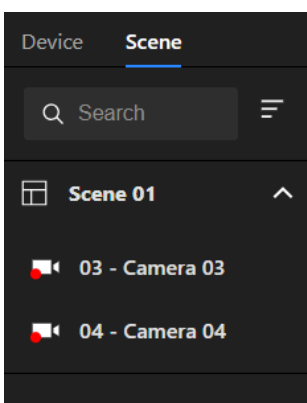 Device Scene
Search
Scene 01
03 - Camera 03
04 - Camera 04